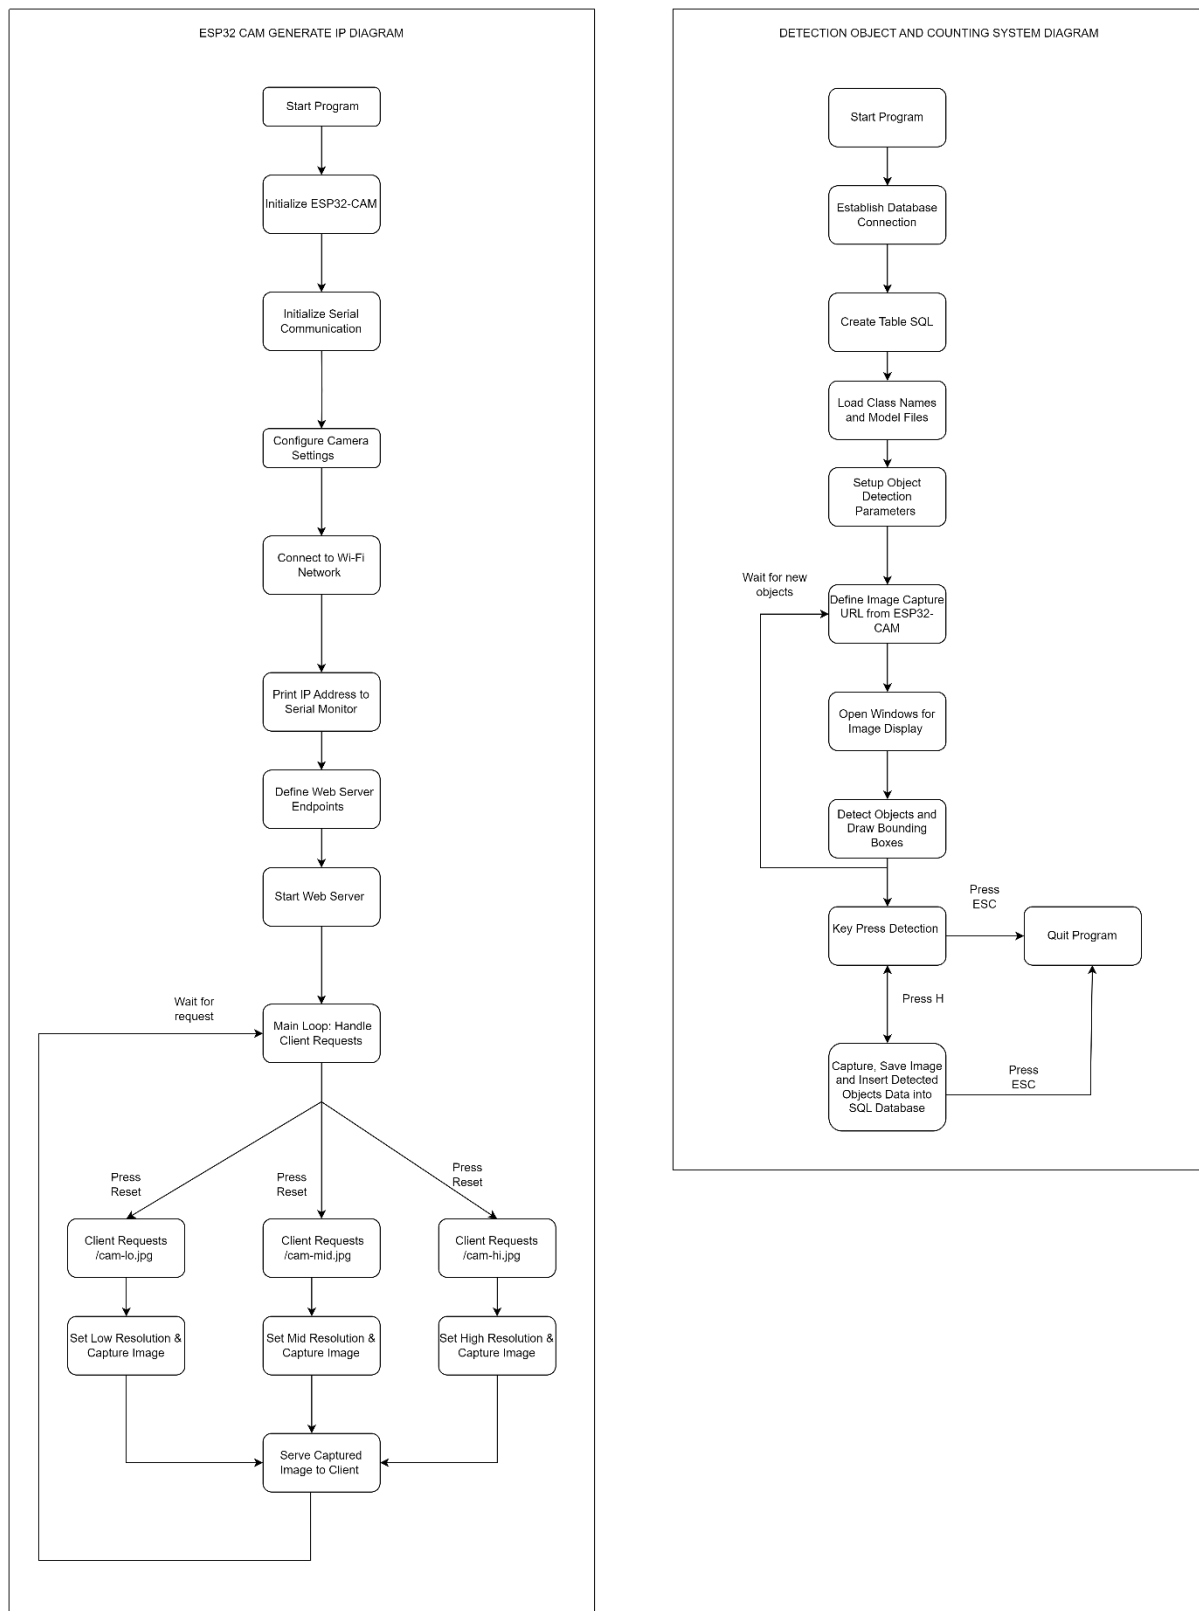 ESP32 CAM GENERATE IP DIAGRAM
Start Program
Initialize ESP32-CAM
Initialize Serial
Communication
Configure Camera
Settings
Connect to Wi-Fi
Network
Print IP Address to
Serial Monitor
Define Web Server
Endpoints
Start Web Server
Wait for
request
Main Loop: Handle
Client Requests
Press
Reset
Press
Reset
Press
Reset
Client Requests
/cam-lo.jpg
Client Requests
/cam-mid.jpg
Client Requests
/cam-hi.jpg
Set Low Resolution &
Capture Image
Set Mid Resolution &
Capture Image
Set High Resolution &
Capture Image
Serve Captured
Image to Client
DETECTION OBJECT AND COUNTING SYSTEM DIAGRAM
Start Program
Establish Database
Connection
Create Table SQL
Load Class Names
and Model Files
Setup Object
Detection
Parameters
Wait for new
objects
Define Image Capture
URL from ESP32-
CAM
Open Windows for
Image Display
Detect Objects and
Draw Bounding
Boxes
Key Press Detection
Press
ESC
Quit Program
Press H
Capture, Save Image
and Insert Detected
Objects Data into
SQL Database
Press
ESC